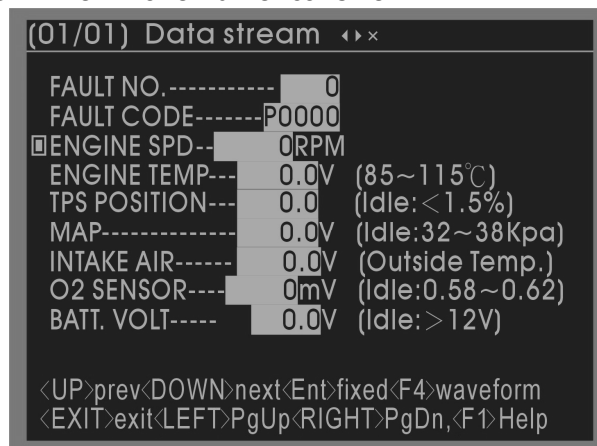 (01/01) Data stream
FAULT NO.----------- 0
FAULT CODE-------P0000
ENGINE SPD-- 0RPM
ENGINE TEMP--- 0.0V (85~115℃)
TPS POSITION--- 0.0 (Idle:<1.5%)
MAP------------- 0.0V (Idle:32~38Kpa)
INTAKE AIR------ 0.0V (Outside Temp.)
O2 SENSOR---- 0mV (Idle:0.58~0.62)
BATT. VOLT----- 0.0V (Idle:>12V)
<UP>prev<DOWN>next<Ent>fixed<F4>waveform
<EXIT>exit<LEFT>PgUp<RIGHT>PgDn,<F1>Help